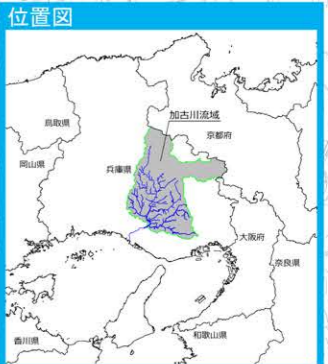 位置図
加古川流域
鳥取県
京都府
岡山県
兵庫県
大阪府
奈良県
香川県
和歌山県